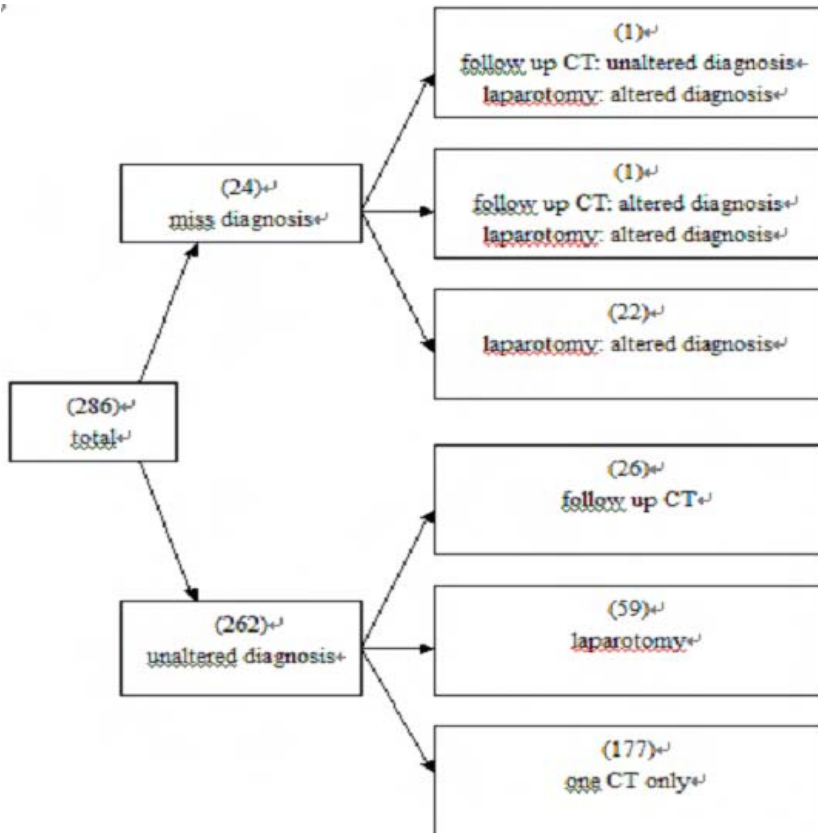 (1)↵
follow up CT: unaltered diagnosis↵
laparotomy: altered diagnosis↵
(24)↵
miss diagnosis↵
(1)↵
follow up CT: altered diagnosis↵
laparotomy: altered diagnosis↵
(22)↵
laparotomy: altered diagnosis↵
(286)↵
total↵
(26)↵
follow up CT↵
(262)↵
unaltered diagnosis↵
(59)↵
laparotomy↵
(177)↵
one CT only↵